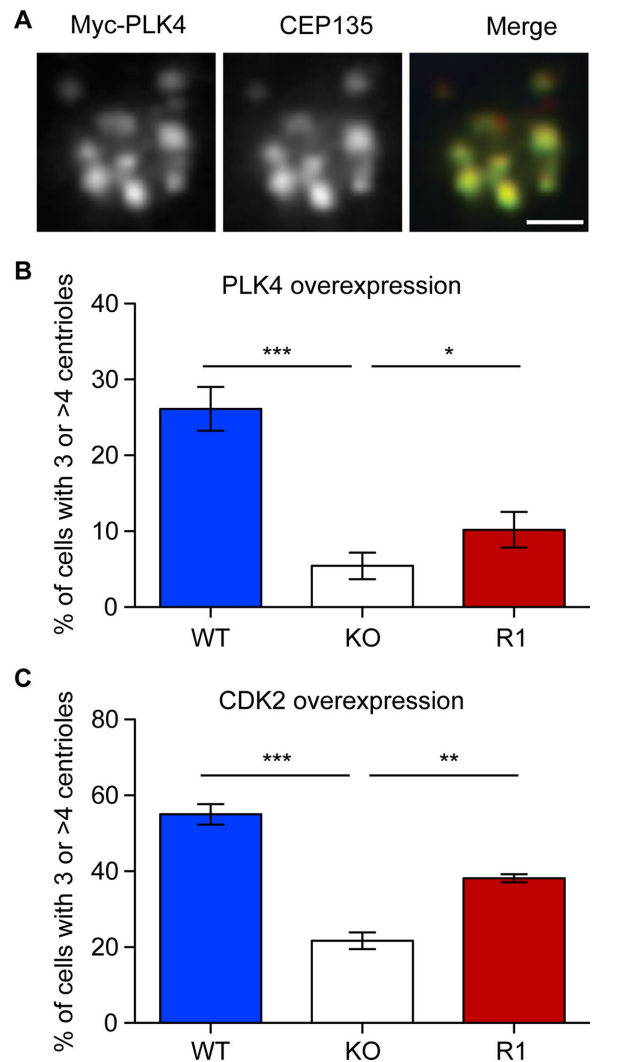 A
Myc-PLK4 CEP135 Merge
B
PLK4 overexpression
% of cells with 3 or >4 centrioles
40
30
20
10
0
*** *
WT KO R1
C
CDK2 overexpression
% of cells with 3 or >4 centrioles
80
60
40
20
0
*** **
WT KO R1